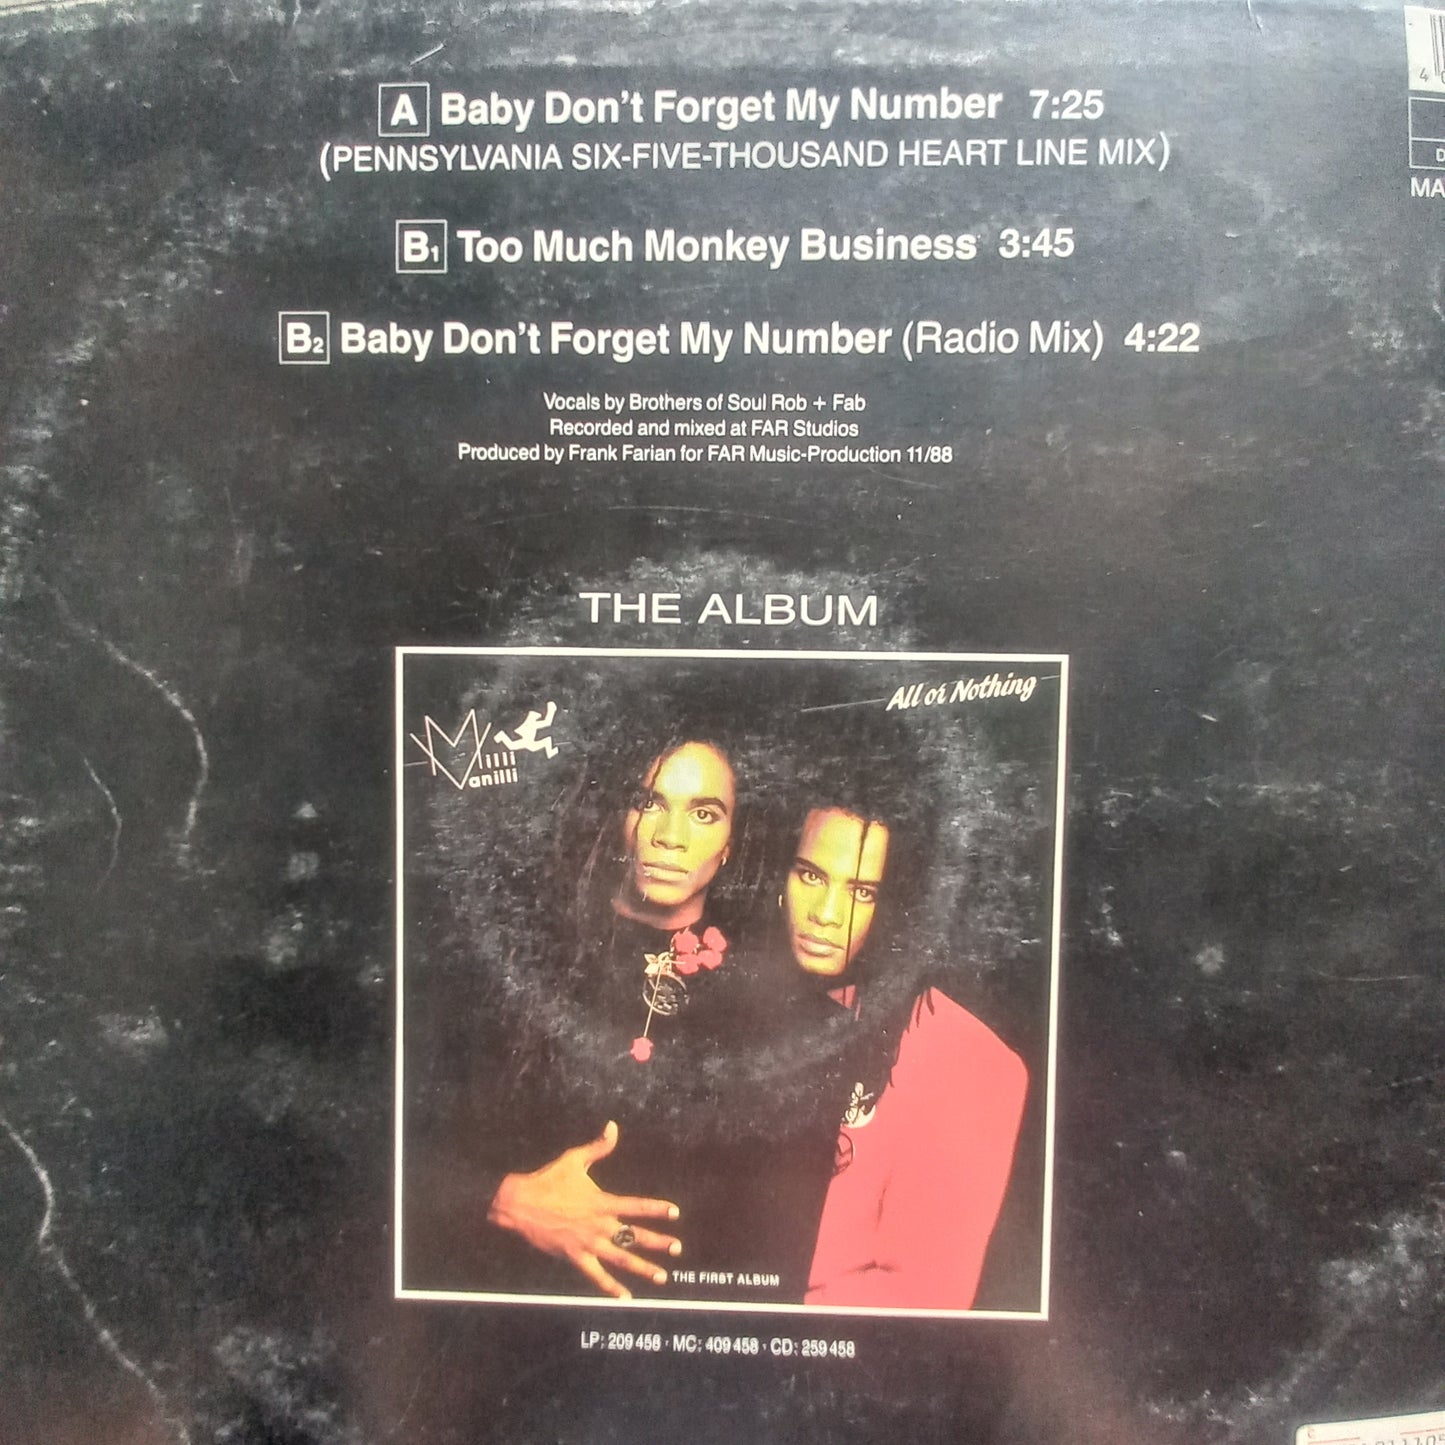 A Baby Don't Forget My Number 7:25
(PENNSYLVANIA SIX-FIVE-THOUSAND HEART LINE MIX)
B1 Too Much Monkey Business 3:45
B2 Baby Don't Forget My Number (Radio Mix) 4:22
Vocals by Brothers of Soul Rob + Fab
Recorded and mixed at FAR Studios
Produced by Frank Farian for FAR Music-Production 11/88
THE ALBUM
All or Nothing
Milli
Vanilli
THE FIRST ALBUM
LP: 209 458 · MC: 409 458 · CD: 259 458
4
D
MA